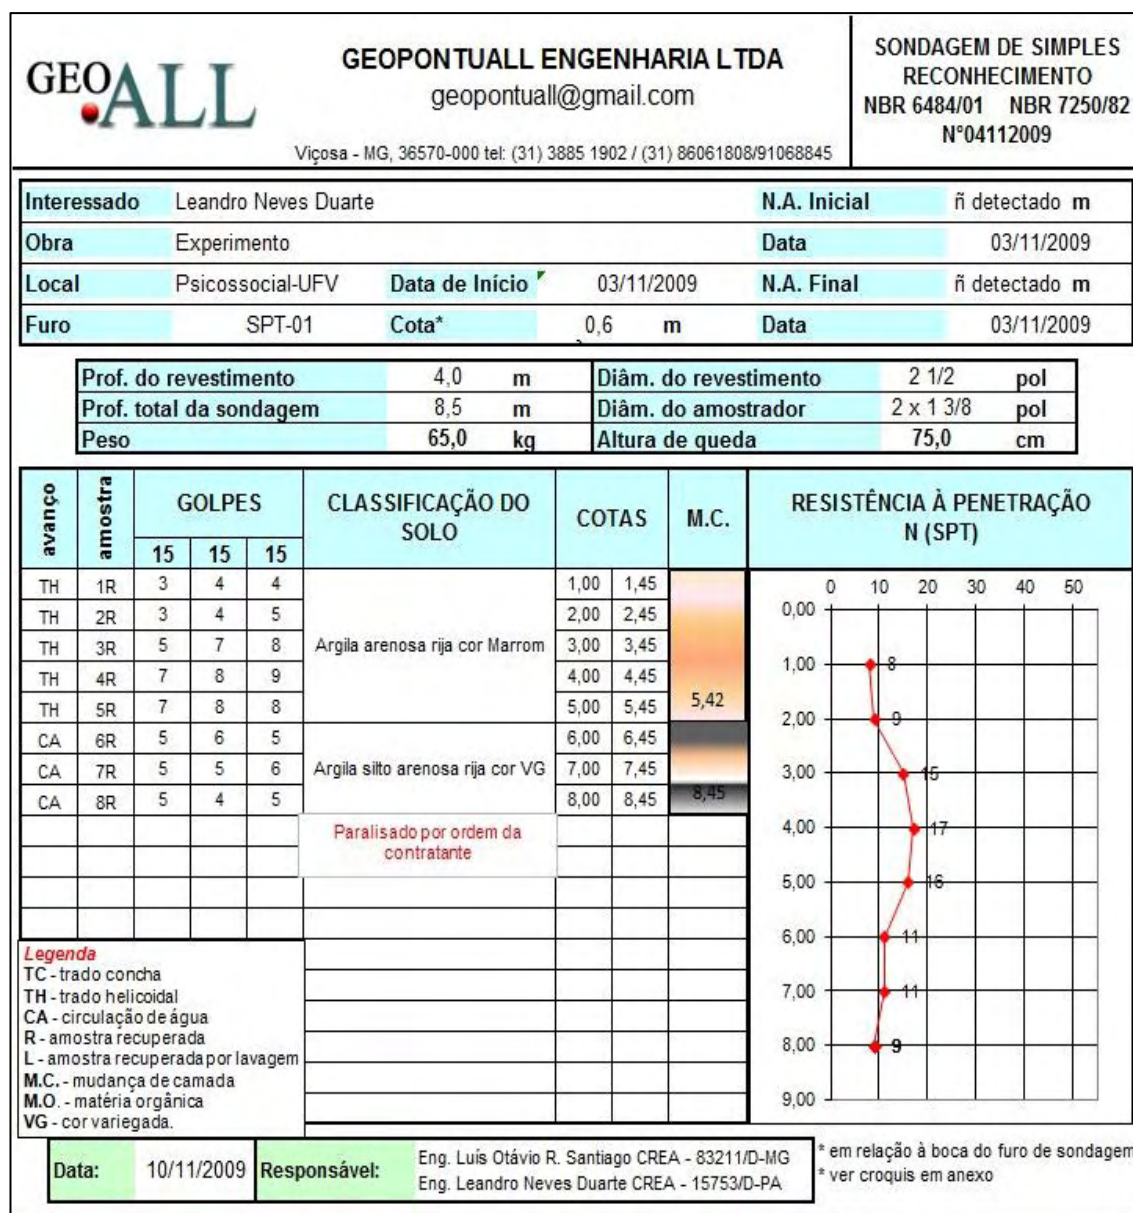 GEO.ALL
GEOPONTUALL ENGENHARIA LTDA
geopontuall@gmail.com
Viçosa - MG, 36570-000 tel: (31) 3885 1902 / (31) 86061808/91068845
SONDAGEM DE SIMPLES
RECONHECIMENTO
NBR 6484/01 NBR 7250/82
N°04112009
Interessado Leandro Neves Duarte N.A. Inicial ñ detectado m
Obra Experimento Data 03/11/2009
Local Psicossocial-UFV Data de Início 03/11/2009 N.A. Final ñ detectado m
Furo SPT-01 Cota* 0,6 m Data 03/11/2009
Prof. do revestimento 4,0 m Diâm. do revestimento 2 1/2 pol
Prof. total da sondagem 8,5 m Diâm. do amostrador 2 x 1 3/8 pol
Peso 65,0 kg Altura de queda 75,0 cm
avanço amostra GOLPES CLASSIFICAÇÃO DO SOLO COTAS M.C. RESISTÊNCIA À PENETRAÇÃO
N (SPT)
15 15 15
TH 1R 3 4 4 1,00 1,45
TH 2R 3 4 5 2,00 2,45
TH 3R 5 7 8 Argila arenosa rija cor Marrom 3,00 3,45
TH 4R 7 8 9 4,00 4,45
TH 5R 7 8 8 5,00 5,45 5,42
CA 6R 5 6 5 6,00 6,45
CA 7R 5 5 6 Argila silto arenosa rija cor VG 7,00 7,45
CA 8R 5 4 5 8,00 8,45 8,45
Paralisado por ordem da
contratante
0 10 20 30 40 50
0,00
1,00 8
2,00 9
3,00 15
4,00 17
5,00 16
6,00 11
7,00 11
8,00 9
9,00
Legenda
TC - trado concha
TH - trado helicoidal
CA - circulação de água
R - amostra recuperada
L - amostra recuperada por lavagem
M.C. - mudança de camada
M.O. - matéria orgânica
VG - cor variegada.
Data: 10/11/2009 Responsável: Eng. Luís Otávio R. Santiago CREA - 83211/D-MG
Eng. Leandro Neves Duarte CREA - 15753/D-PA
* em relação à boca do furo de sondagem
* ver croquis em anexo